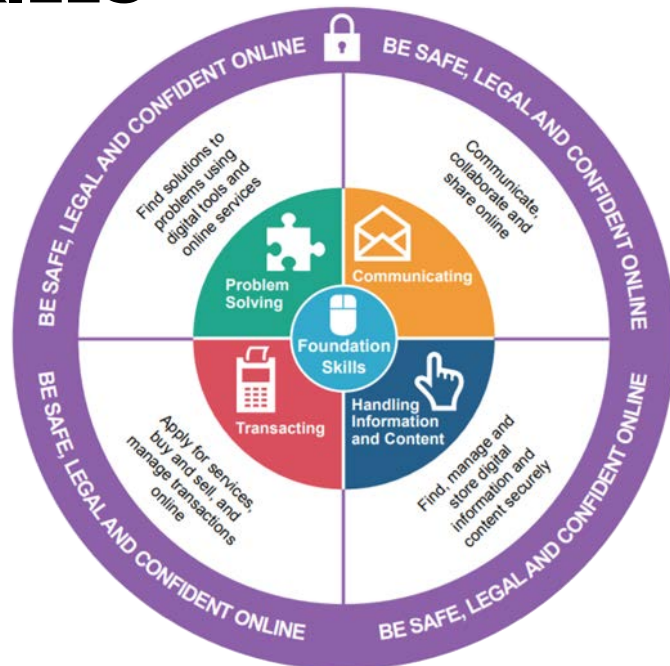 BE SAFE, LEGAL AND CONFIDENT ONLINE
BE SAFE, LEGAL AND CONFIDENT ONLINE
Find solutions to
problems using
digital tools and
online services
Communicate,
collaborate and
share online
Problem
Solving
Communicating
Foundation
Skills
Transacting
Handling
Information
and Content
Apply for services,
buy and sell, and
manage transactions
online
Find, manage and
store digital
information and
content securely
BE SAFE, LEGAL AND CONFIDENT ONLINE
BE SAFE, LEGAL AND CONFIDENT ONLINE